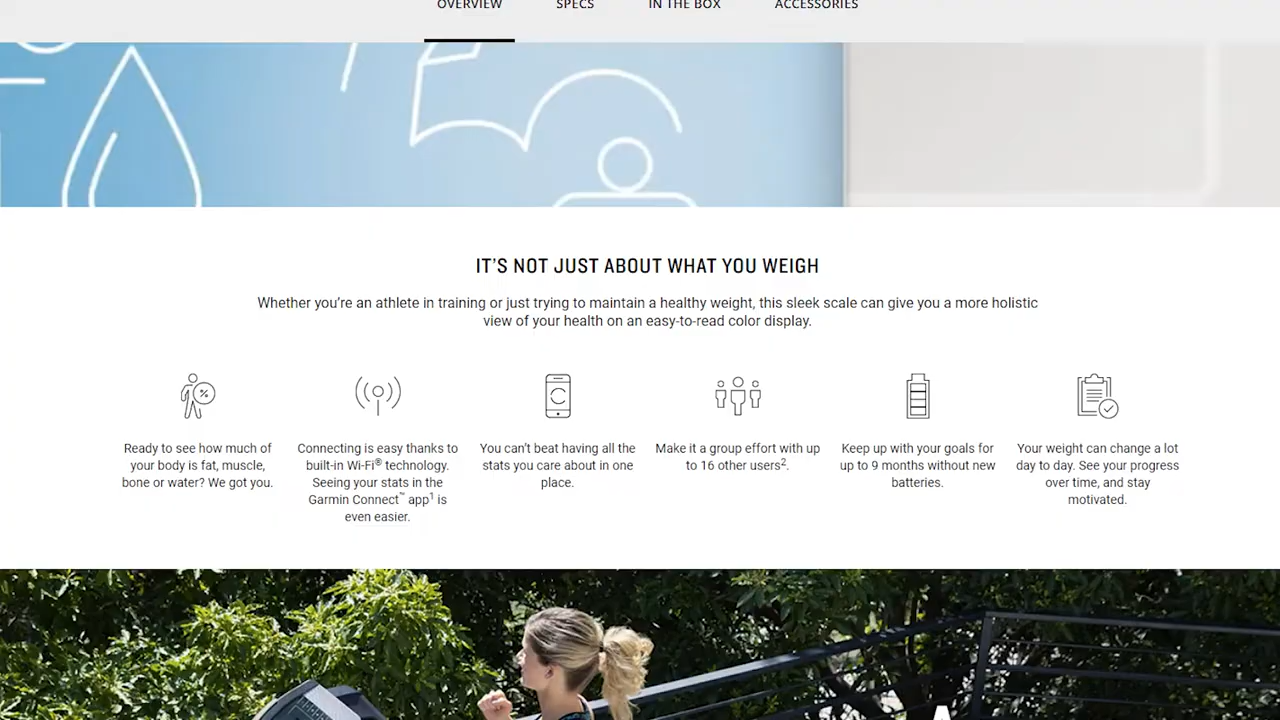 OVERVIEW
SPECS
IN THE BOX
ACCESSORIES
IT'S NOT JUST ABOUT WHAT YOU WEIGH
Whether you're an athlete in training or just trying to maintain a healthy weight, this sleek scale can give you a more holistic
view of your health on an easy-to-read color display.
Ready to see how much of
your body is fat, muscle,
bone or water? We got you.
Connecting is easy thanks to
built-in Wi-Fi® technology.
Seeing your stats in the
Garmin Connect™ app¹ is
even easier.
You can't beat having all the
stats you care about in one
place.
Make it a group effort with up
to 16 other users².
Keep up with your goals for
up to 9 months without new
batteries.
Your weight can change a lot
day to day. See your progress
over time, and stay
motivated.